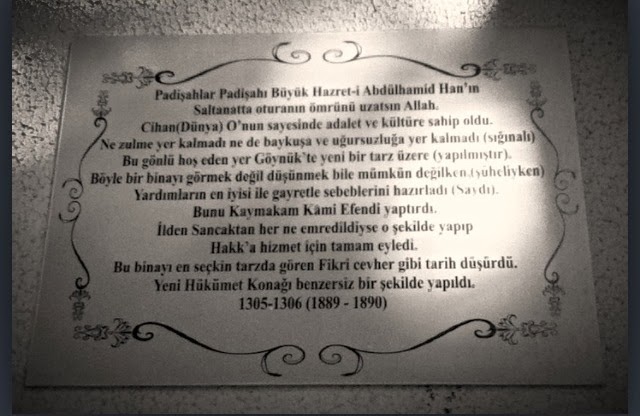 Padişahlar Padişahı Büyük Hazret-i Abdülhamid Han'ın
Saltanatta oturanın ömrünü uzatsın Allah.
Cihan(Dünya) O'nun sayesinde adalet ve kültüre sahip oldu.
Ne zulme yer kalmadı ne de baykuşa ve uğursuzluğa yer kalmadı (sığınalı)
Bu gönlü hoş eden yer Göynük'te yeni bir tarz üzere (yapılmıştır).
Böyle bir binayı görmek değil düşünmek bile mümkün değilken.(şüheliyken)
Yardımların en iyisi ile gayretle sebeblerini hazırladı (Saydı).
Bunu Kaymakam Kâmi Efendi yaptırdı.
İlden Sancaktan her ne emredildiyse o şekilde yapıp
Hakk'a hizmet için tamam eyledi.
Bu binayı en seçkin tarzda gören Fikri cevher gibi tarih düşürdü.
Yeni Hükümet Konağı benzersiz bir şekilde yapıldı.
1305-1306 (1889 - 1890)